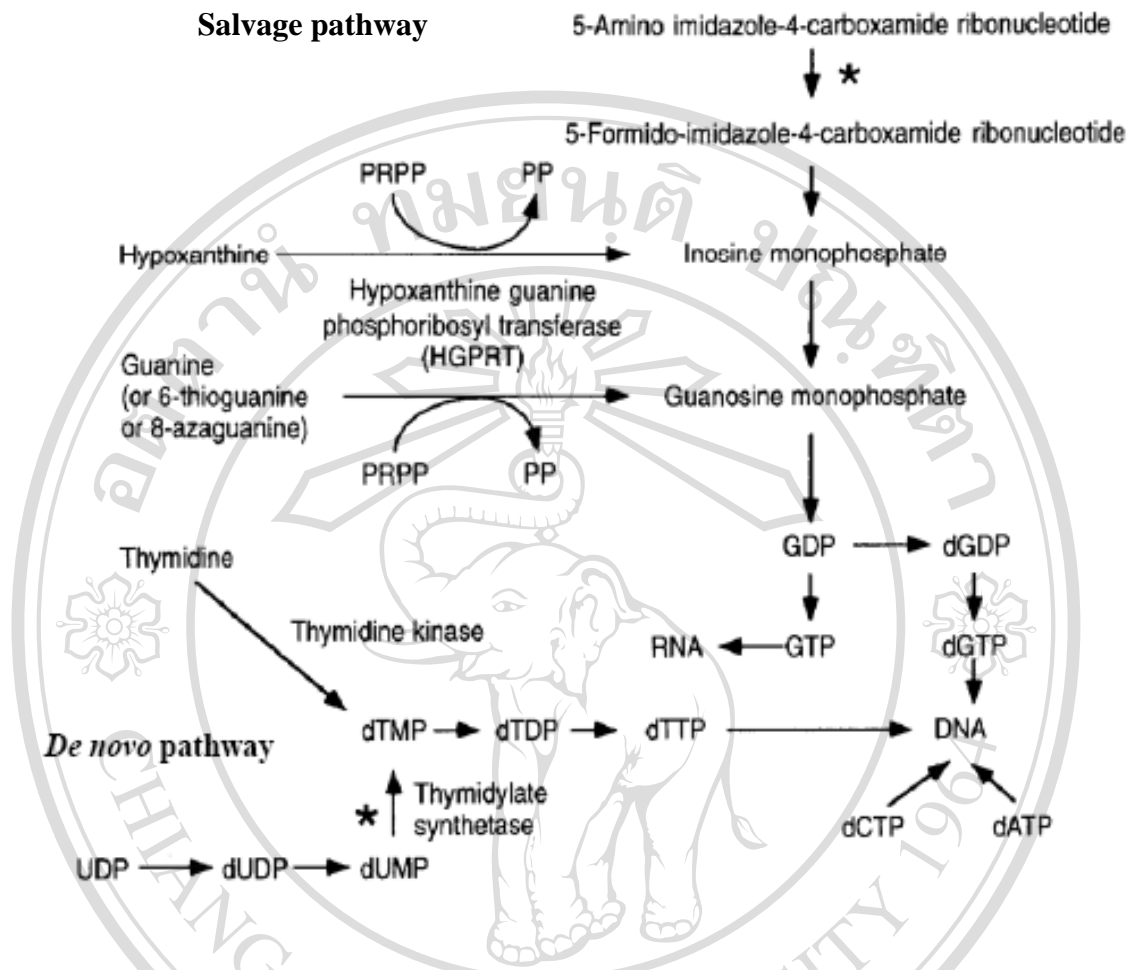 Salvage pathway
5-Amino imidazole-4-carboxamide ribonucleotide
*
5-Formido-imidazole-4-carboxamide ribonucleotide
PRPP PP
Hypoxanthine
Inosine monophosphate
Hypoxanthine guanine
phosphoribosyl transferase
(HGPRT)
Guanine
(or 6-thioguanine
or 8-azaguanine)
Guanosine monophosphate
PRPP PP
GDP dGDP
Thymidine
Thymidine kinase
RNA GTP dGTP
dTMP dTDP dTTP DNA
De novo pathway
* Thymidylate
synthetase
dCTP dATP
UDP dUDP dUMP
CHIANG
1964